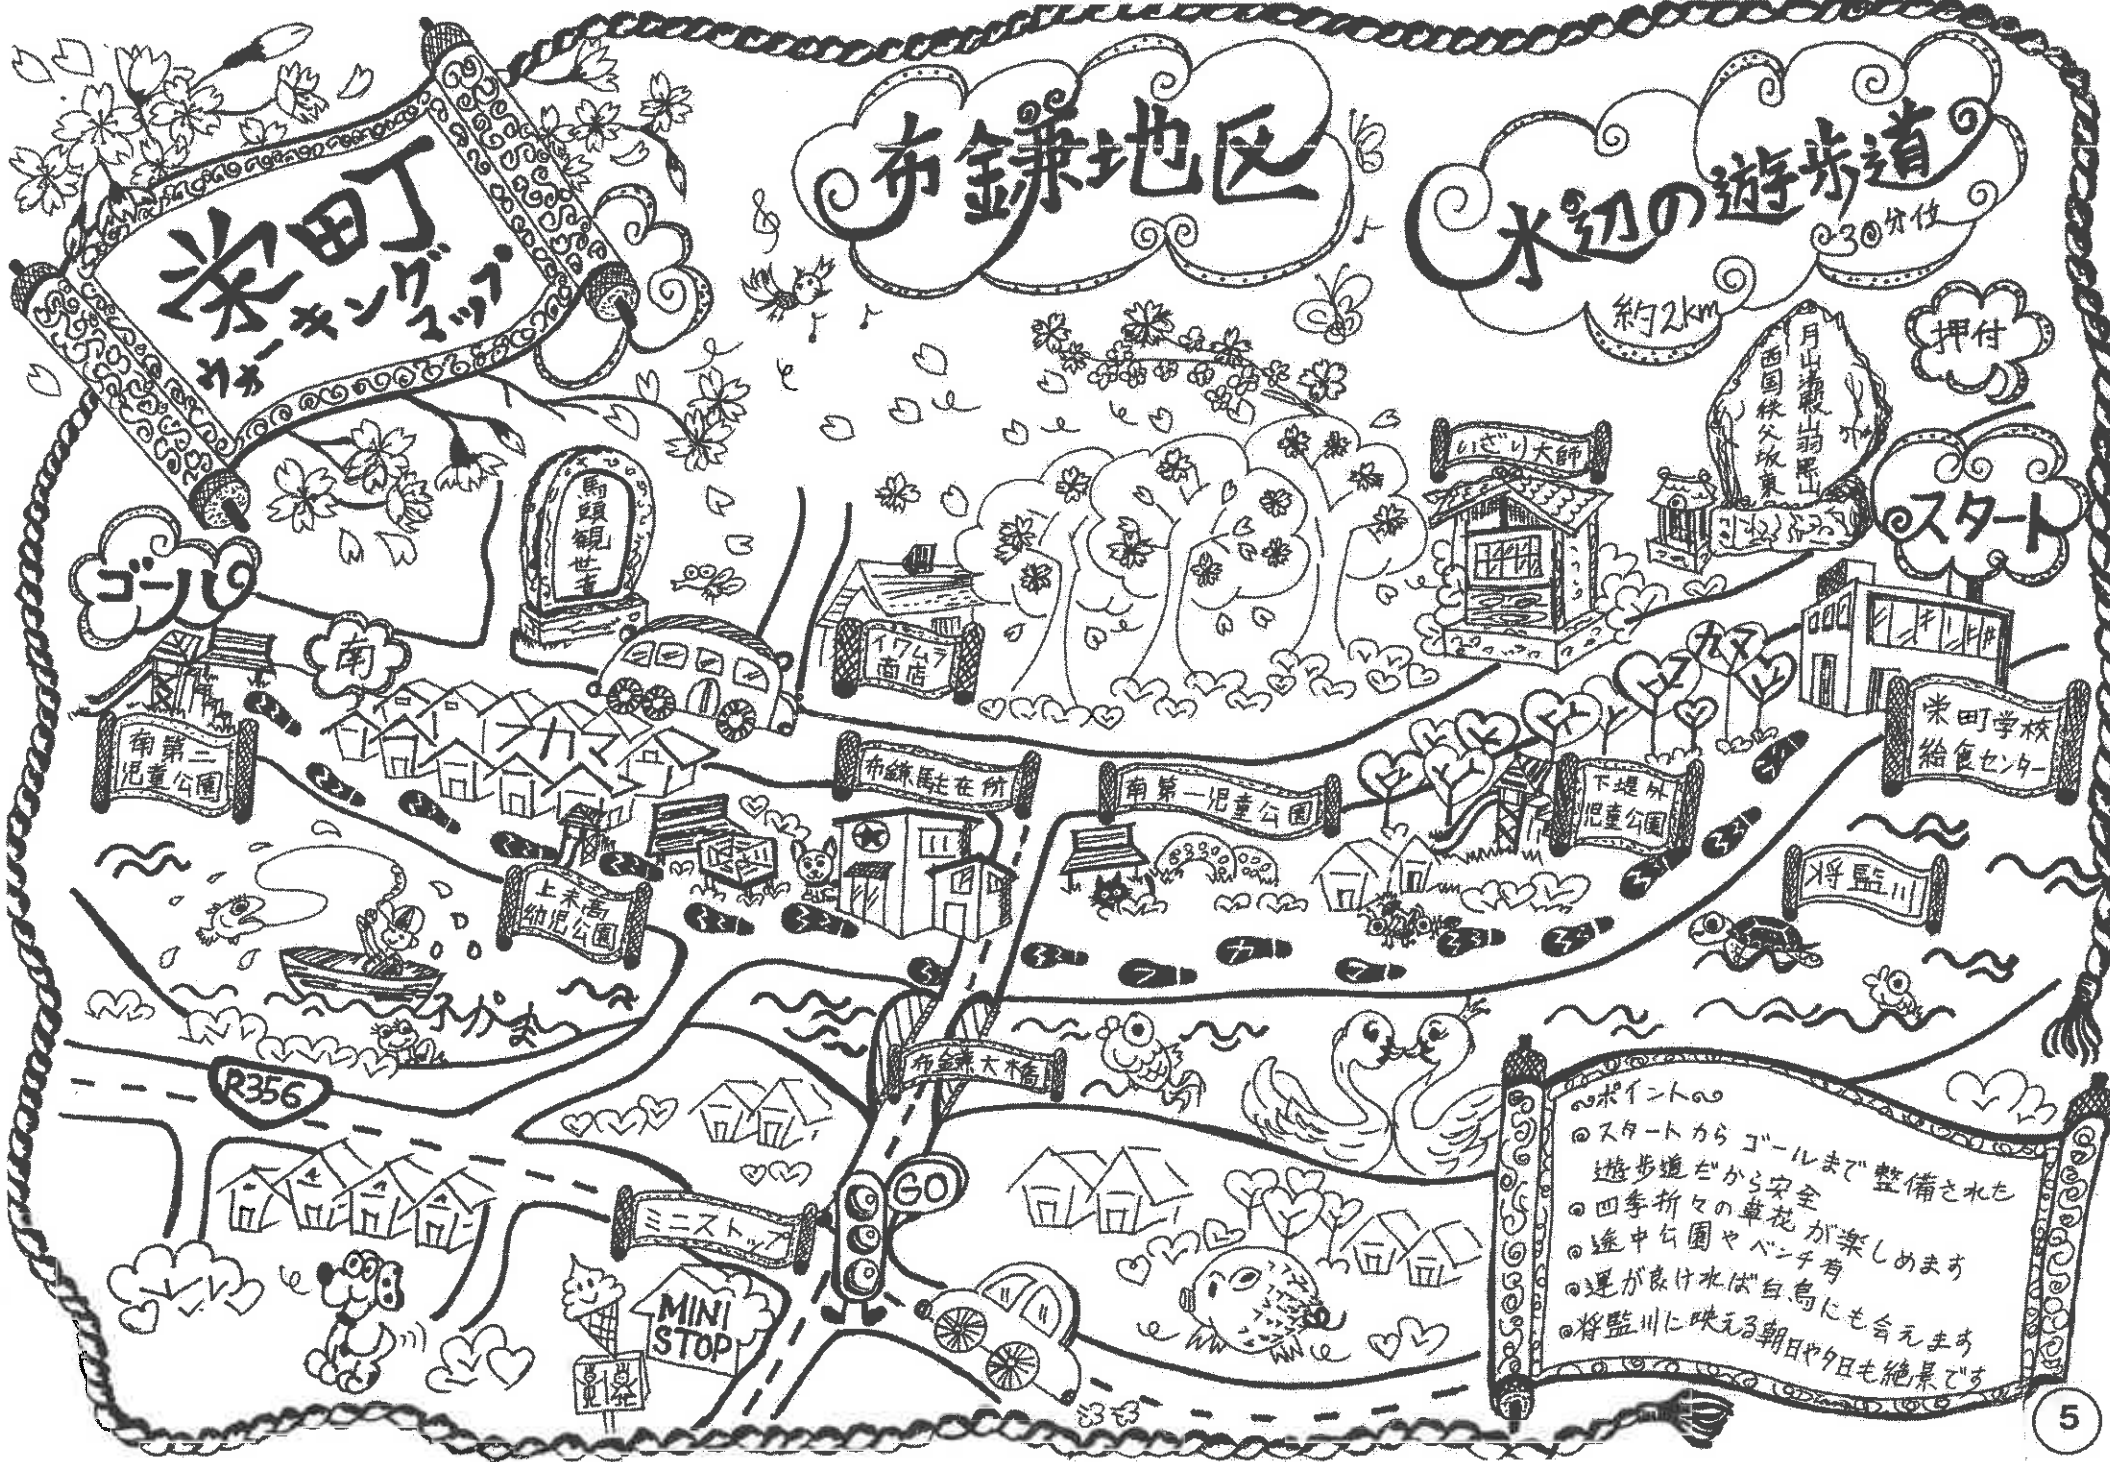 栄町
ウォーキング
マップ
布鎌地区
水辺の遊歩道
30分位
約2km
押付
月山湯殿山羽黒山
西国秩父坂東
いざり大師
スタート
馬頭観世音
ゴール
南
イワムラ
商店
栄町学校
給食センター
南第二
児童公園
布鎌駐在所
南第一児童公園
下堤外
児童公園
将監川
幼児公園
布鎌大橋
R356
GO
ミニストップ
MINI
STOP
ポイント
スタートからゴールまで整備された
遊歩道だから安全
四季折々の草花が楽しめます
途中公園やベンチ有
運が良ければ白鳥にも会えます
将監川に映える朝日や夕日も絶景です
5